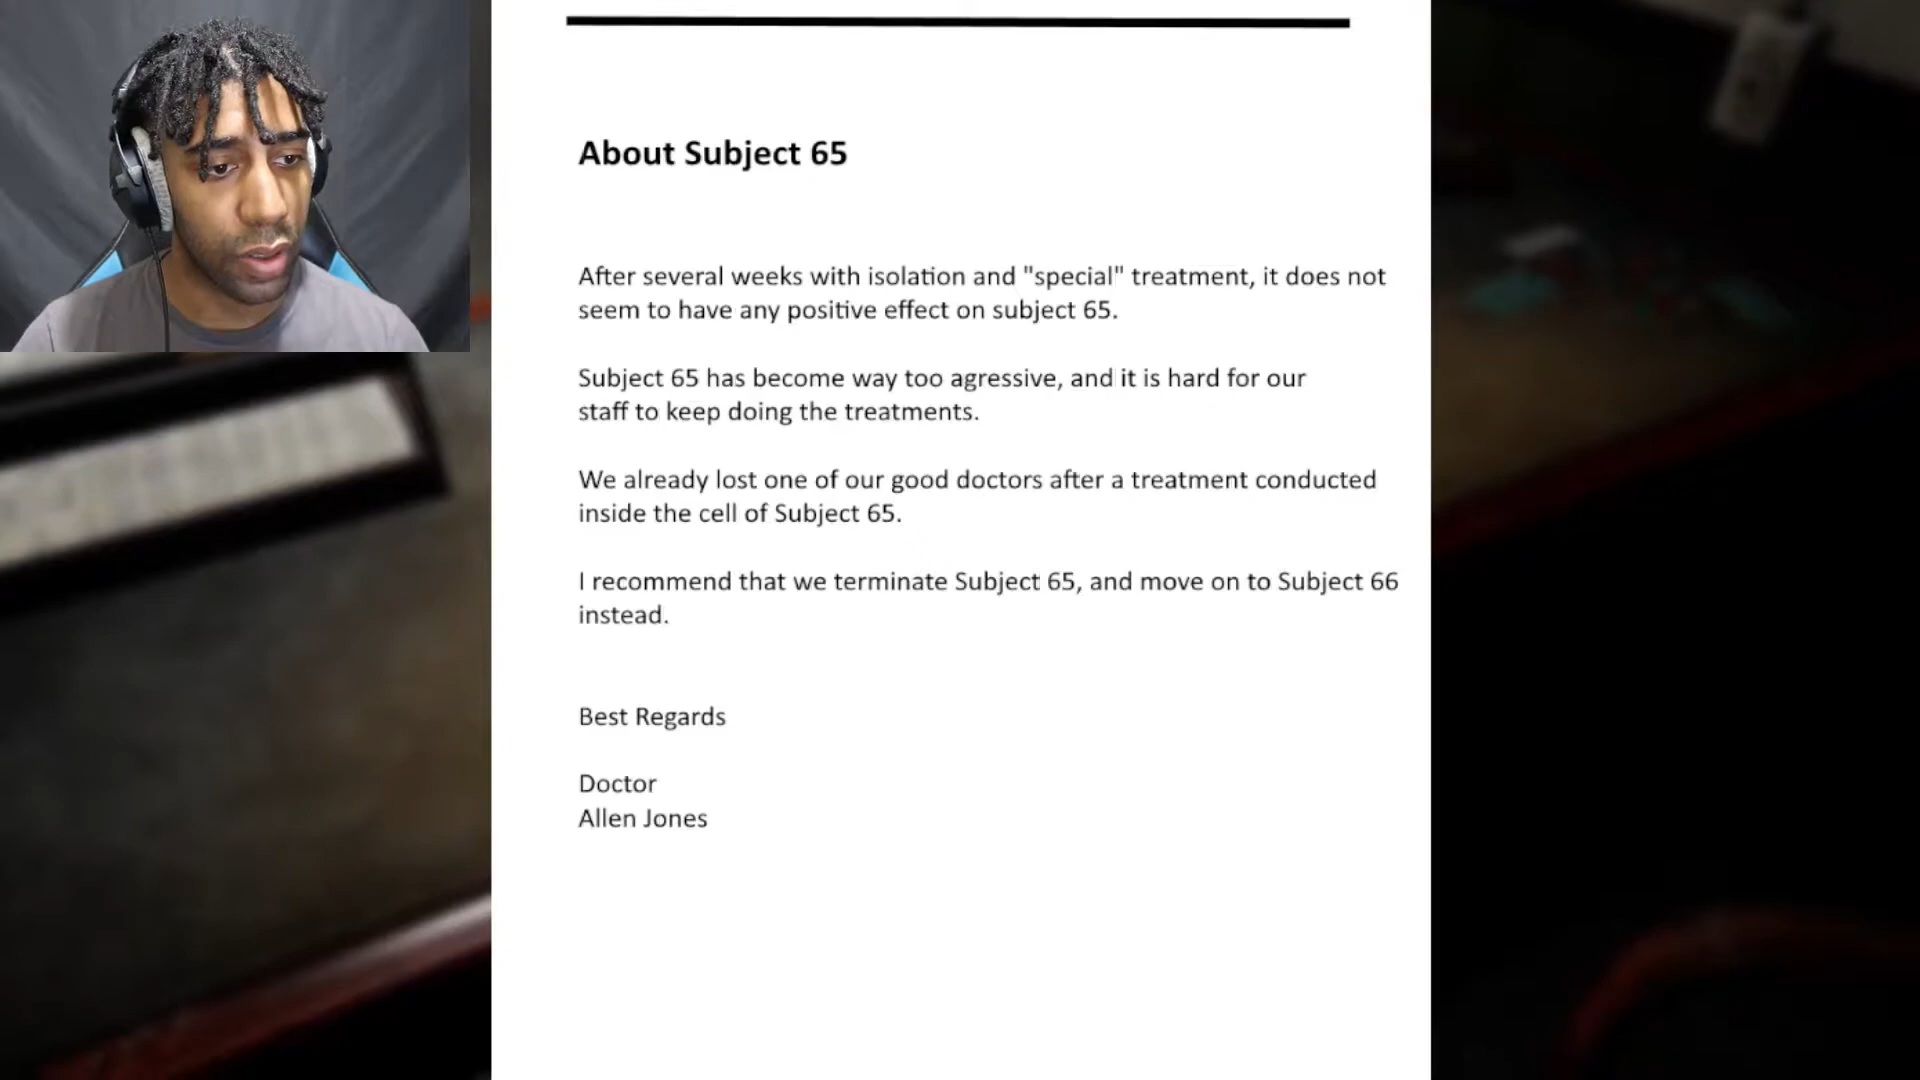 About Subject 65
After several weeks with isolation and "special" treatment, it does not
seem to have any positive effect on subject 65.
Subject 65 has become way too agressive, and it is hard for our
staff to keep doing the treatments.
We already lost one of our good doctors after a treatment conducted
inside the cell of Subject 65.
I recommend that we terminate Subject 65, and move on to Subject 66
instead.
Best Regards
Doctor
Allen Jones